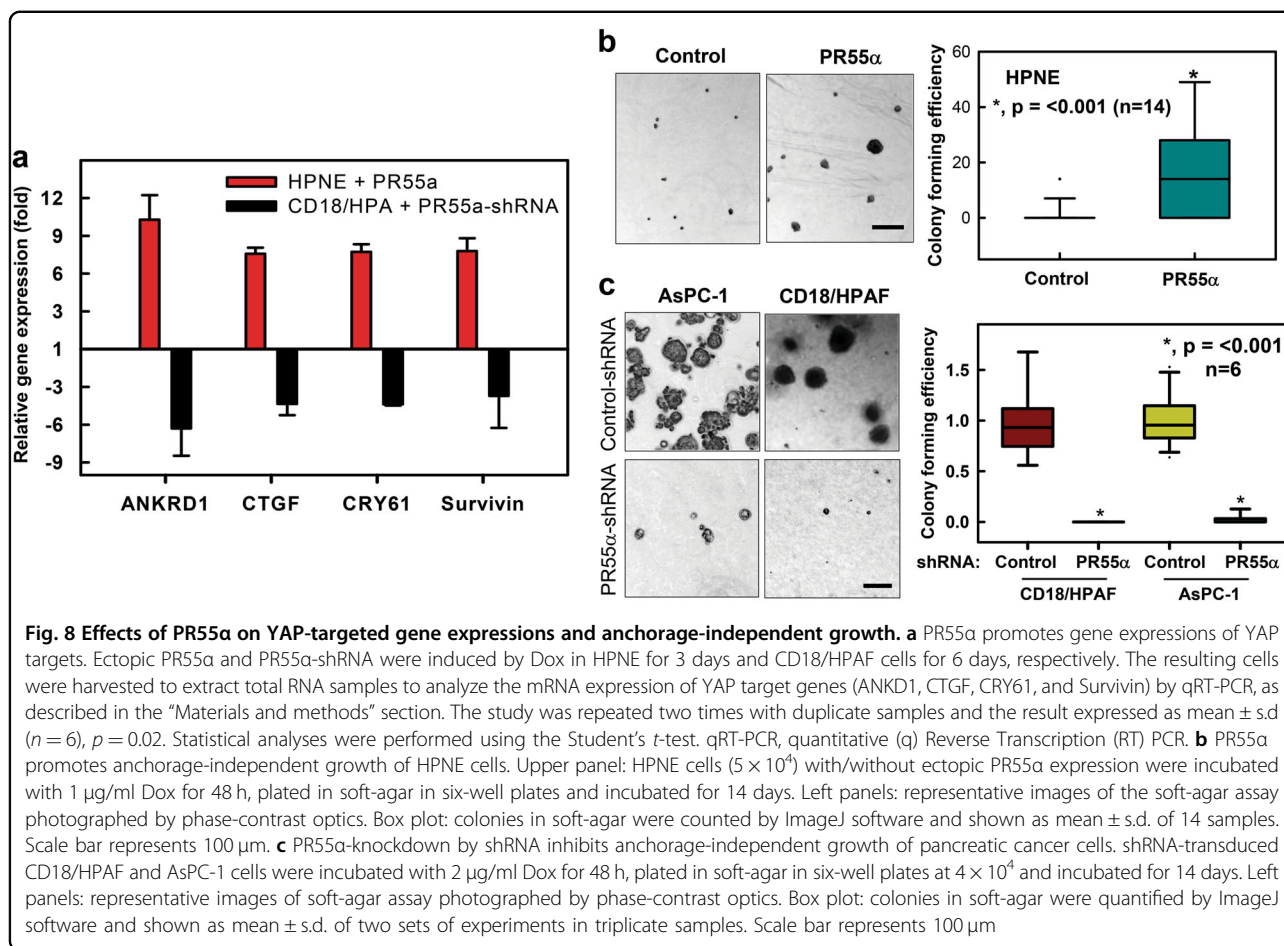 a
Relative gene expression (fold)
12
9
6
3
1
-3
-6
-9
HPNE + PR55a
CD18/HPA + PR55a-shRNA
ANKRD1 CTGF CRY61 Survivin
b
Control PR55α
Colony forming efficiency
60
40
20
0
HPNE
*, p = <0.001 (n=14)
*
Control PR55α
c
AsPC-1 CD18/HPAF
Control-shRNA
PR55α-shRNA
Colony forming efficiency
1.5
1.0
0.5
0.0
*, p = <0.001
n=6
*
*
shRNA: Control PR55α Control PR55α
CD18/HPAF AsPC-1
Fig. 8 Effects of PR55α on YAP-targeted gene expressions and anchorage-independent growth. a PR55α promotes gene expressions of YAP
targets. Ectopic PR55α and PR55α-shRNA were induced by Dox in HPNE for 3 days and CD18/HPAF cells for 6 days, respectively. The resulting cells
were harvested to extract total RNA samples to analyze the mRNA expression of YAP target genes (ANKD1, CTGF, CRY61, and Survivin) by qRT-PCR, as
described in the “Materials and methods” section. The study was repeated two times with duplicate samples and the result expressed as mean ± s.d
(n = 6), p = 0.02. Statistical analyses were performed using the Student’s t-test. qRT-PCR, quantitative (q) Reverse Transcription (RT) PCR. b PR55α
promotes anchorage-independent growth of HPNE cells. Upper panel: HPNE cells (5 × 10⁴) with/without ectopic PR55α expression were incubated
with 1 µg/ml Dox for 48 h, plated in soft-agar in six-well plates and incubated for 14 days. Left panels: representative images of the soft-agar assay
photographed by phase-contrast optics. Box plot: colonies in soft-agar were counted by ImageJ software and shown as mean ± s.d. of 14 samples.
Scale bar represents 100 µm. c PR55α-knockdown by shRNA inhibits anchorage-independent growth of pancreatic cancer cells. shRNA-transduced
CD18/HPAF and AsPC-1 cells were incubated with 2 µg/ml Dox for 48 h, plated in soft-agar in six-well plates at 4 × 10⁴ and incubated for 14 days. Left
panels: representative images of soft-agar assay photographed by phase-contrast optics. Box plot: colonies in soft-agar were quantified by ImageJ
software and shown as mean ± s.d. of two sets of experiments in triplicate samples. Scale bar represents 100 µm